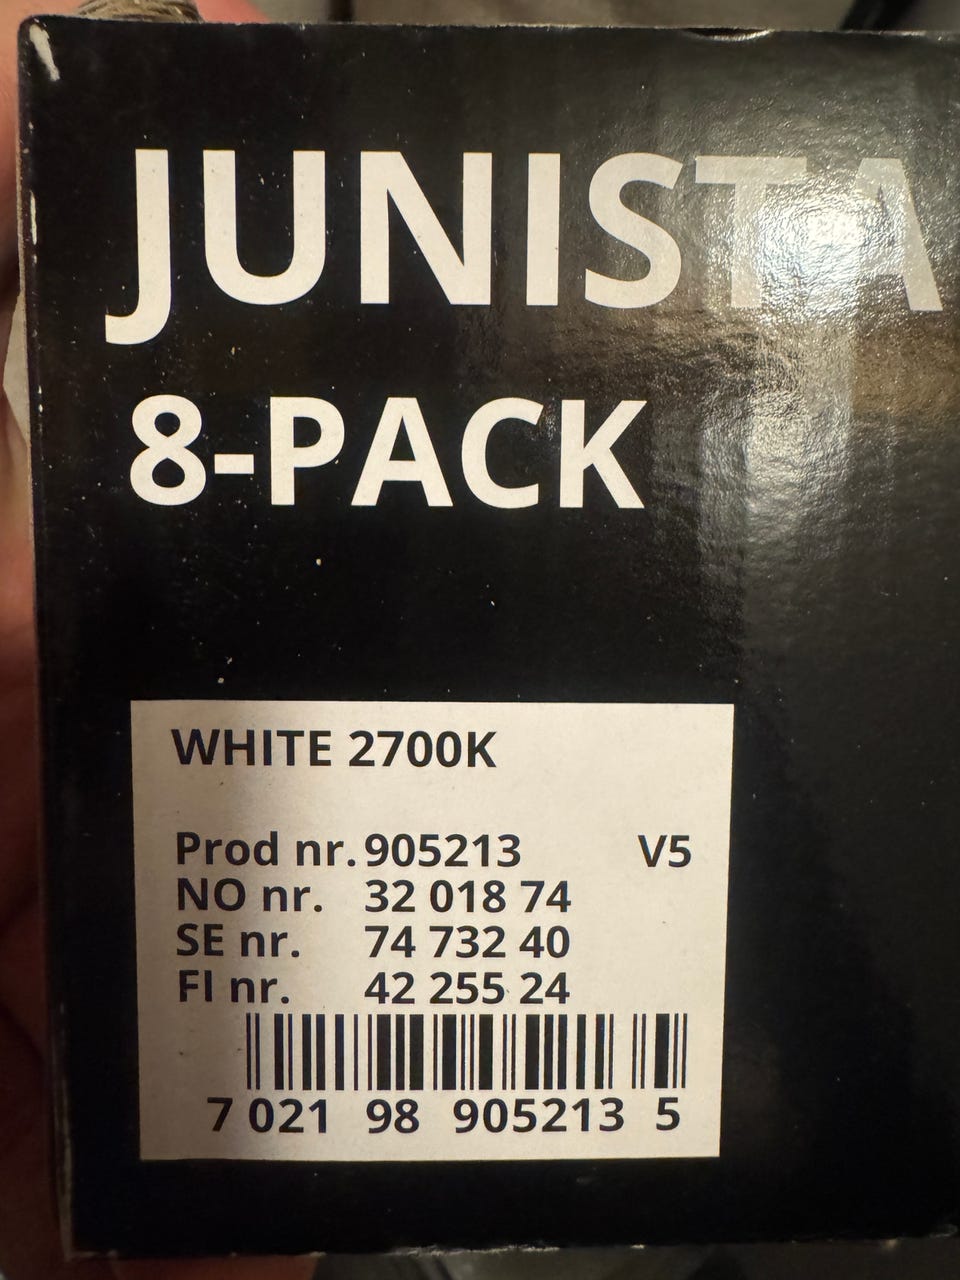 JUNISTA
8-PACK
WHITE 2700K
Prod nr. 905213 V5
NO nr. 32 018 74
SE nr. 74 732 40
FI nr. 42 255 24
7 021 98 905213 5